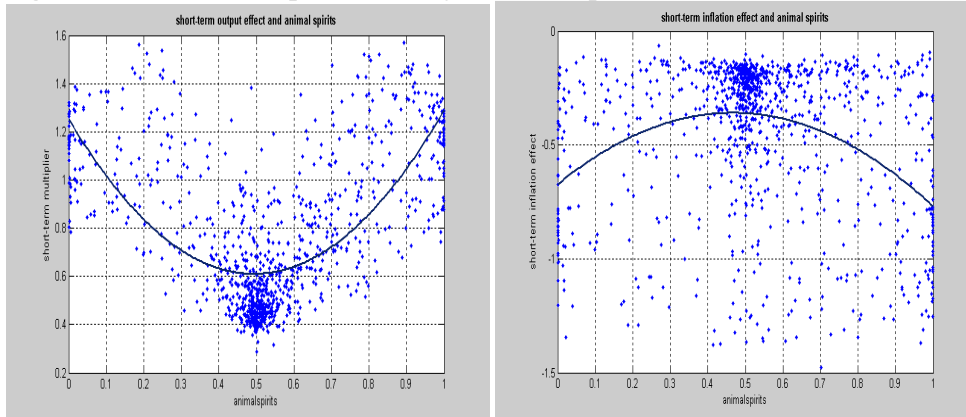 short-term output effect and animal spirits
1.6
1.4
1.2
1
0.8
0.6
0.4
0.2
short-term multiplier
0 0.1 0.2 0.3 0.4 0.5 0.6 0.7 0.8 0.9 1
animalspirits
short-term inflation effect and animal spirits
0
-0.5
-1
-1.5
short-term inflation effect
0 0.1 0.2 0.3 0.4 0.5 0.6 0.7 0.8 0.9 1
animalspirits